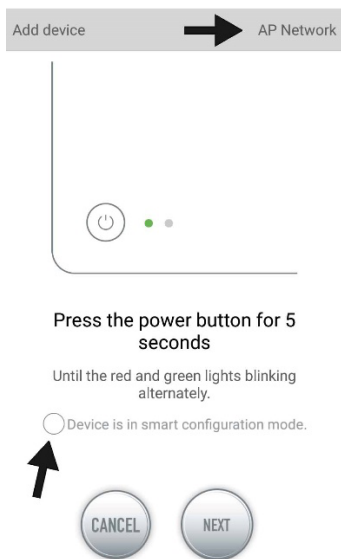 Add device AP Network
Press the power button for 5
seconds
Until the red and green lights blinking
alternately.
Device is in smart configuration mode.
CANCEL NEXT